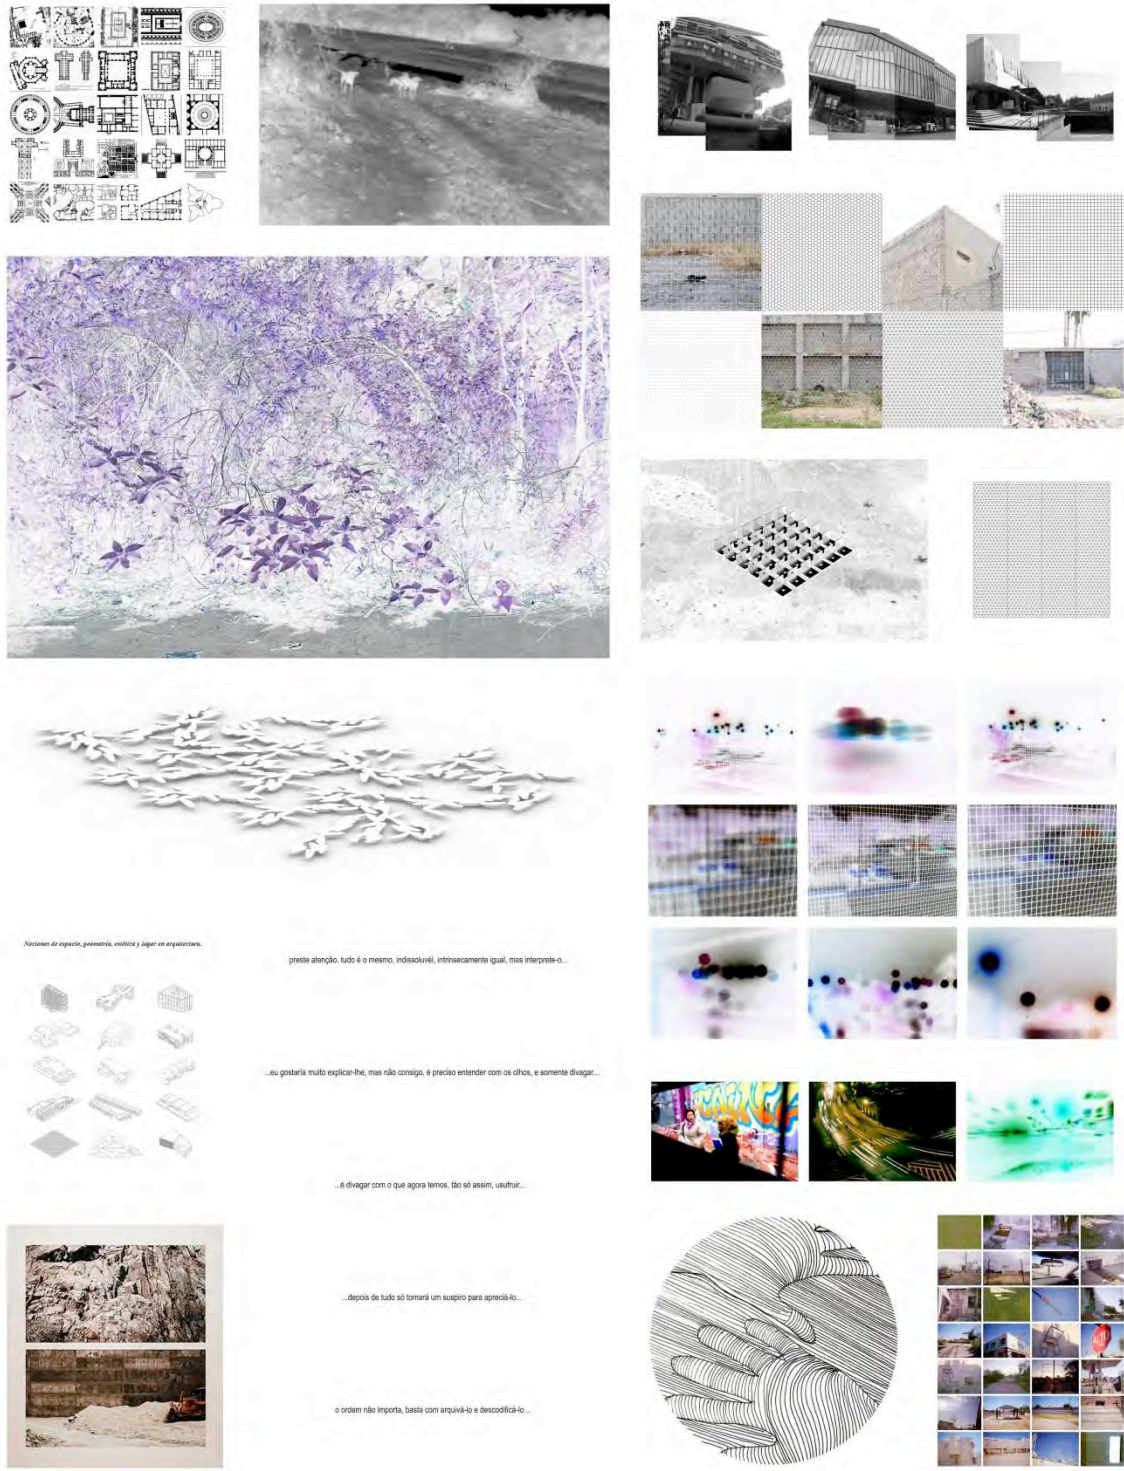 Nociones de espacio, geometría, estética y lugar en arquitectura.
preste atenção. tudo é o mesmo, indissoluvél, intrinsecamente igual, mas interprete-o...
...eu gostaria muito explicar-lhe, mas não consigo, é preciso entender com os olhos, e somente divagar...
...é divagar com o que agora temos, tão só assim, usufruir...
...depois de tudo só tomará um suspiro para apreciá-lo...
o ordem não importa, basta com arquivá-lo e descodificá-lo...
ALTO